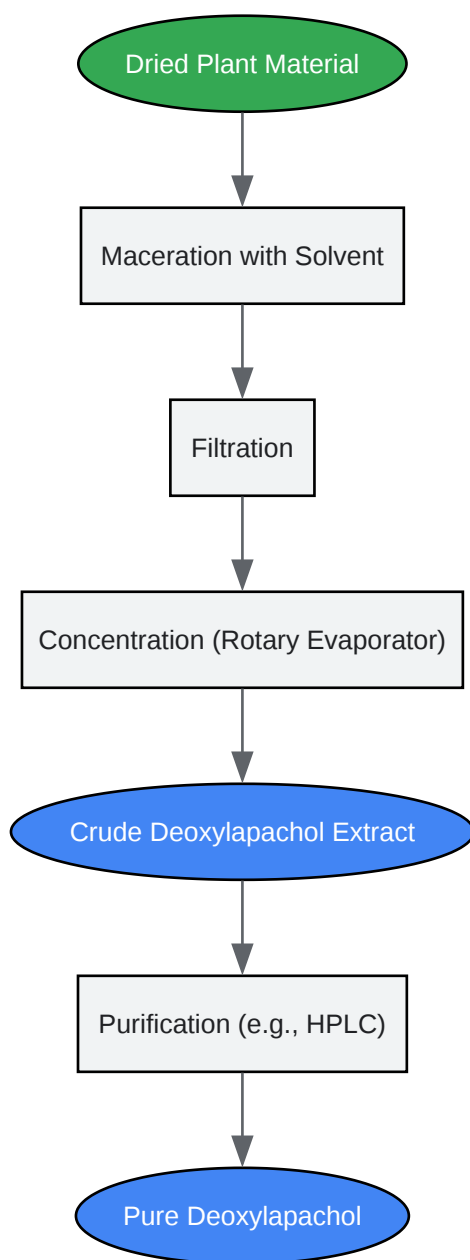 Dried Plant Material
Maceration with Solvent
Filtration
Concentration (Rotary Evaporator)
Crude Deoxylapachol Extract
Purification (e.g., HPLC)
Pure Deoxylapachol